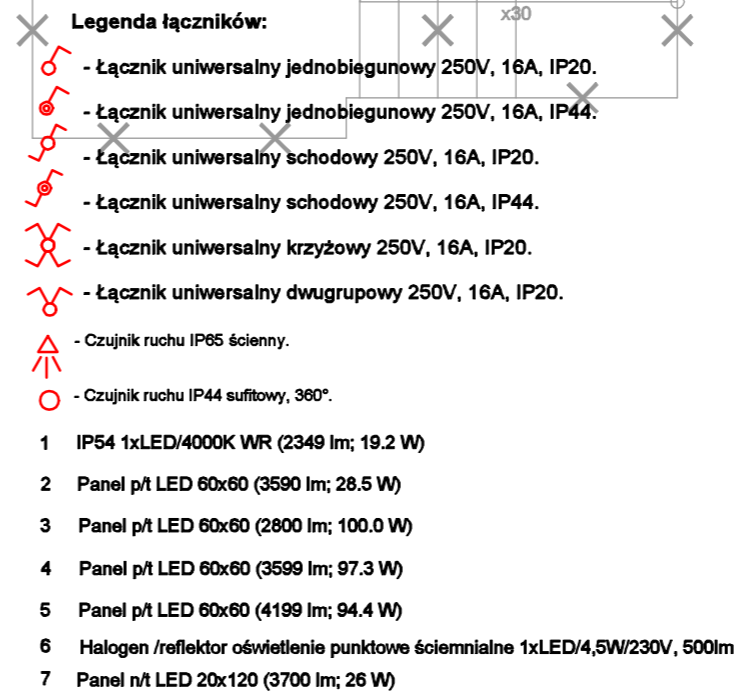 x30
Legenda łączników:
- Łącznik uniwersalny jednobiegunowy 250V, 16A, IP20.
- Łącznik uniwersalny jednobiegunowy 250V, 16A, IP44.
- Łącznik uniwersalny schodowy 250V, 16A, IP20.
- Łącznik uniwersalny schodowy 250V, 16A, IP44.
- Łącznik uniwersalny krzyżowy 250V, 16A, IP20.
- Łącznik uniwersalny dwugrupowy 250V, 16A, IP20.
- Czujnik ruchu IP65 ścienny.
- Czujnik ruchu IP44 sufitowy, 360°.
1 IP54 1xLED/4000K WR (2349 lm; 19.2 W)
2 Panel p/t LED 60x60 (3590 lm; 28.5 W)
3 Panel p/t LED 60x60 (2800 lm; 100.0 W)
4 Panel p/t LED 60x60 (3599 lm; 97.3 W)
5 Panel p/t LED 60x60 (4199 lm; 94.4 W)
6 Halogen /reflektor oświetlenie punktowe ściemnialne 1xLED/4,5W/230V, 500lm
7 Panel n/t LED 20x120 (3700 lm; 26 W)